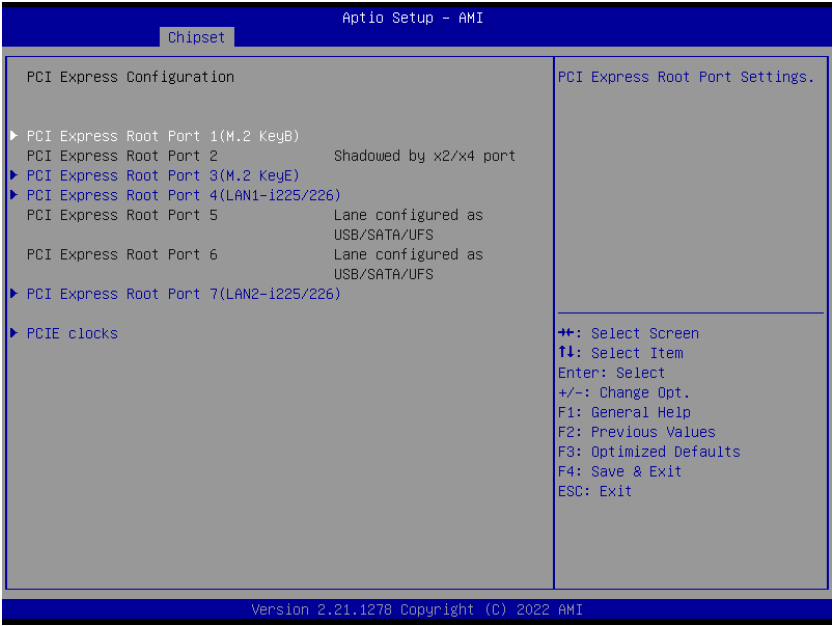 Aptio Setup – AMI
Chipset
PCI Express Configuration
PCI Express Root Port 1(M.2 KeyB)
PCI Express Root Port 2 Shadowed by x2/x4 port
PCI Express Root Port 3(M.2 KeyE)
PCI Express Root Port 4(LAN1-i225/226)
PCI Express Root Port 5 Lane configured as
USB/SATA/UFS
PCI Express Root Port 6 Lane configured as
USB/SATA/UFS
PCI Express Root Port 7(LAN2-i225/226)
PCIE clocks
PCI Express Root Port Settings.
→←: Select Screen
↑↓: Select Item
Enter: Select
+/-: Change Opt.
F1: General Help
F2: Previous Values
F3: Optimized Defaults
F4: Save & Exit
ESC: Exit
Version 2.21.1278 Copyright (C) 2022 AMI